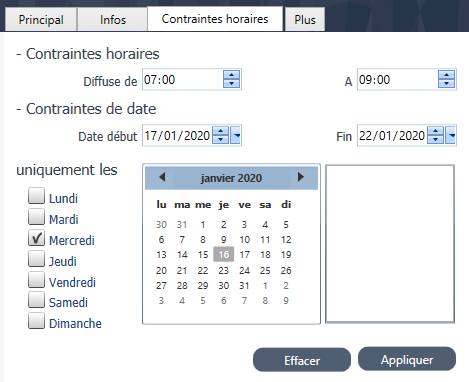 Principal Infos Contraintes horaires Plus
- Contraintes horaires
Diffuse de 07:00 A 09:00
- Contraintes de date
Date début 17/01/2020 Fin 22/01/2020
uniquement les
Lundi
Mardi
Mercredi
Jeudi
Vendredi
Samedi
Dimanche
janvier 2020
lu ma me je ve sa di
30 31 1 2 3 4 5
6 7 8 9 10 11 12
13 14 15 16 17 18 19
20 21 22 23 24 25 26
27 28 29 30 31 1 2
3 4 5 6 7 8 9
Effacer Appliquer